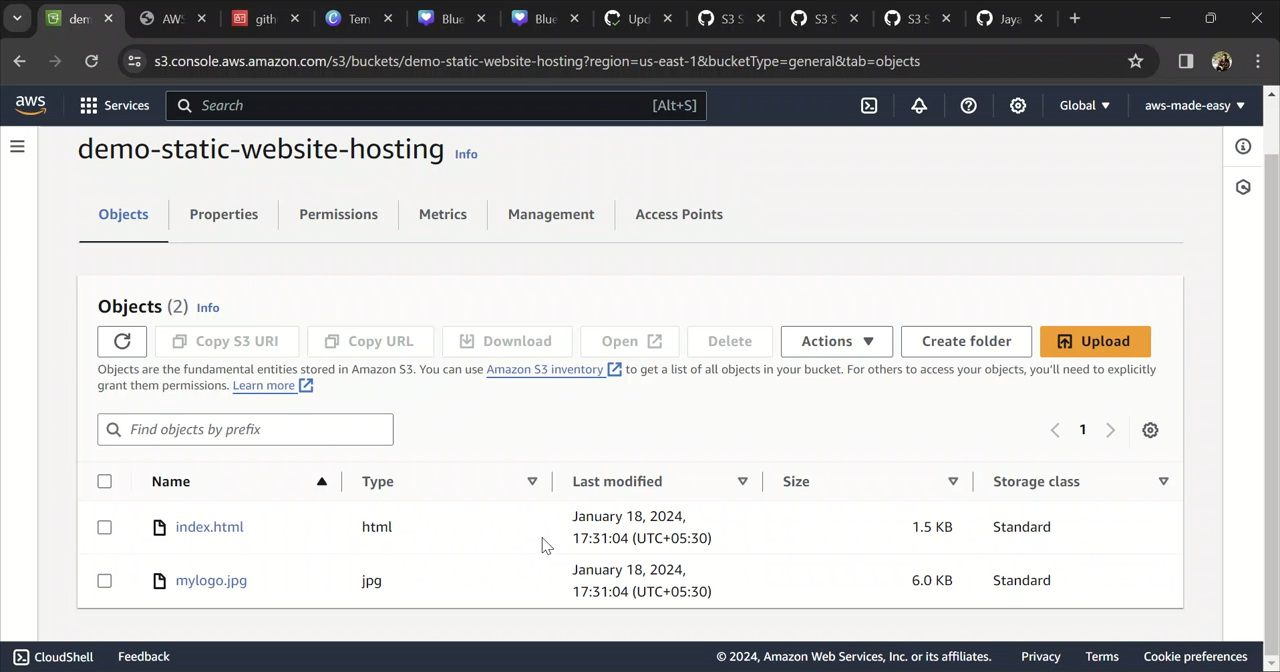 dem
AWS
gith
Tem
Blue
Blue
Upd
S3 S
S3 S
S3 S
Jaya
s3.console.aws.amazon.com/s3/buckets/demo-static-website-hosting?region=us-east-1&bucketType=general&tab=objects
aws
Services
Search
[Alt+S]
Global
aws-made-easy
demo-static-website-hosting Info
Objects
Properties
Permissions
Metrics
Management
Access Points
Objects (2) Info
Copy S3 URI
Copy URL
Download
Open
Delete
Actions
Create folder
Upload
Objects are the fundamental entities stored in Amazon S3. You can use Amazon S3 inventory to get a list of all objects in your bucket. For others to access your objects, you'll need to explicitly
grant them permissions. Learn more
Find objects by prefix
1
Name
Type
Last modified
Size
Storage class
index.html
html
January 18, 2024,
17:31:04 (UTC+05:30)
1.5 KB
Standard
mylogo.jpg
jpg
January 18, 2024,
17:31:04 (UTC+05:30)
6.0 KB
Standard
CloudShell
Feedback
© 2024, Amazon Web Services, Inc. or its affiliates.
Privacy
Terms
Cookie preferences